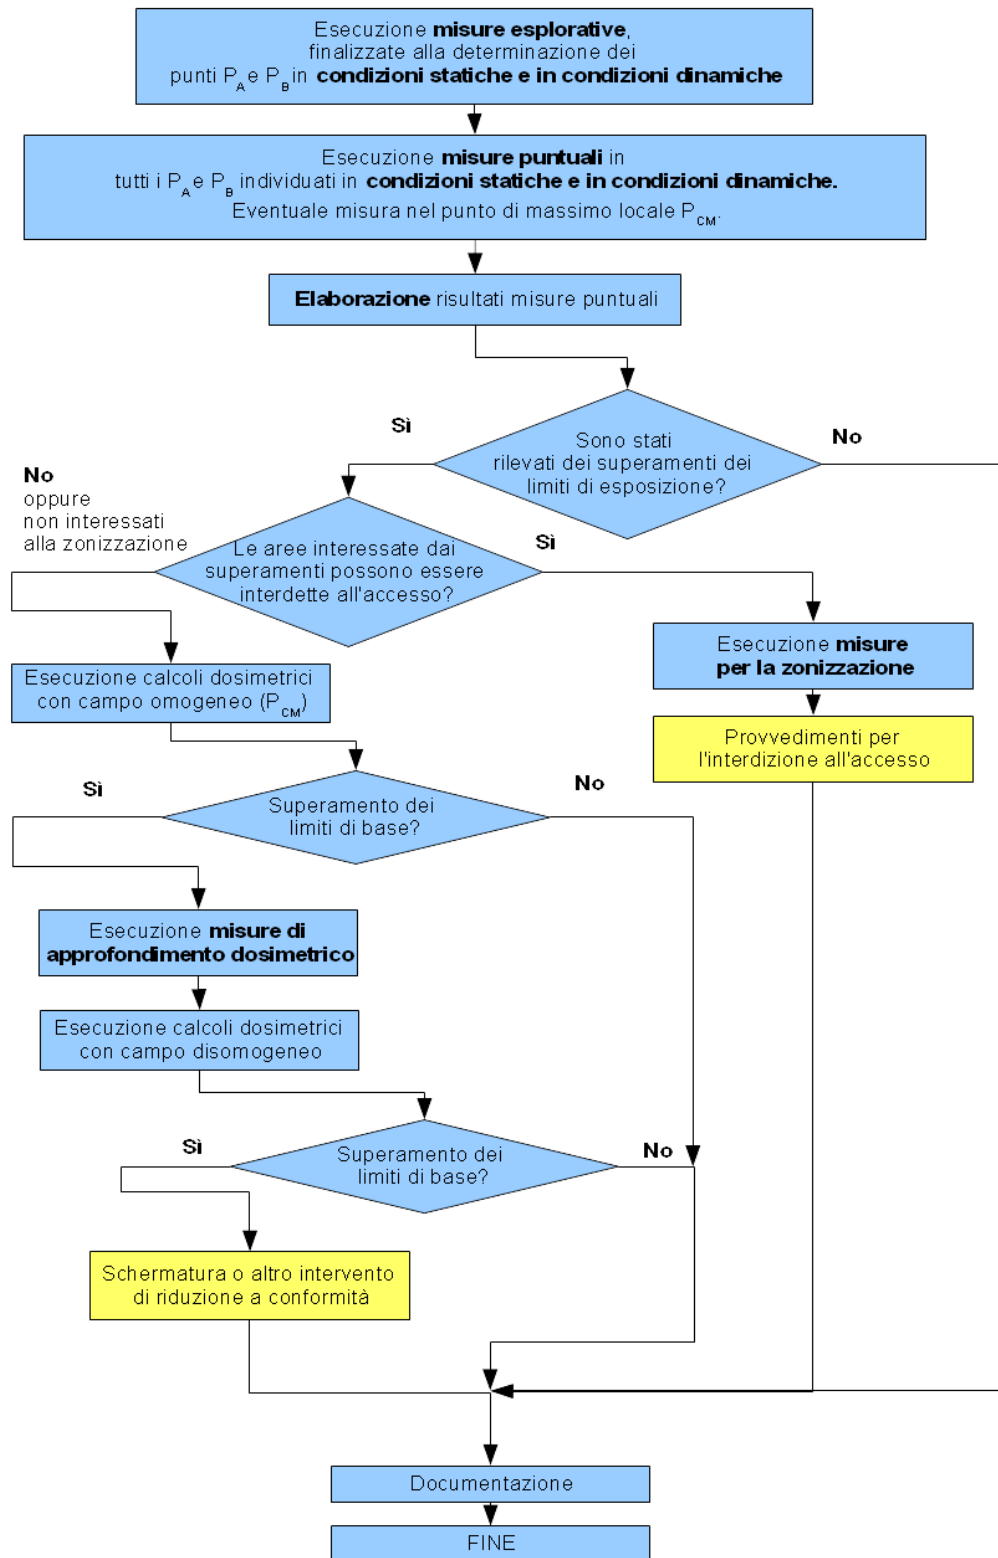 Esecuzione misure esplorative,
finalizzate alla determinazione dei
punti P_A e P_B in condizioni statiche e in condizioni dinamiche
Esecuzione misure puntuali in
tutti i P_A e P_B individuati in condizioni statiche e in condizioni dinamiche.
Eventuale misura nel punto di massimo locale P_CM.
Elaborazione risultati misure puntuali
Sono stati
rilevati dei superamenti dei
limiti di esposizione?
Sì
No
No
oppure
non interessati
alla zonizzazione
Le aree interessate dai
superamenti possono essere
interdette all'accesso?
Sì
Esecuzione misure
per la zonizzazione
Provvedimenti per
l'interdizione all'accesso
Esecuzione calcoli dosimetrici
con campo omogeneo (P_CM)
Superamento dei
limiti di base?
Sì
No
Esecuzione misure di
approfondimento dosimetrico
Esecuzione calcoli dosimetrici
con campo disomogeneo
Superamento dei
limiti di base?
Sì
No
Schermatura o altro intervento
di riduzione a conformità
Documentazione
FINE